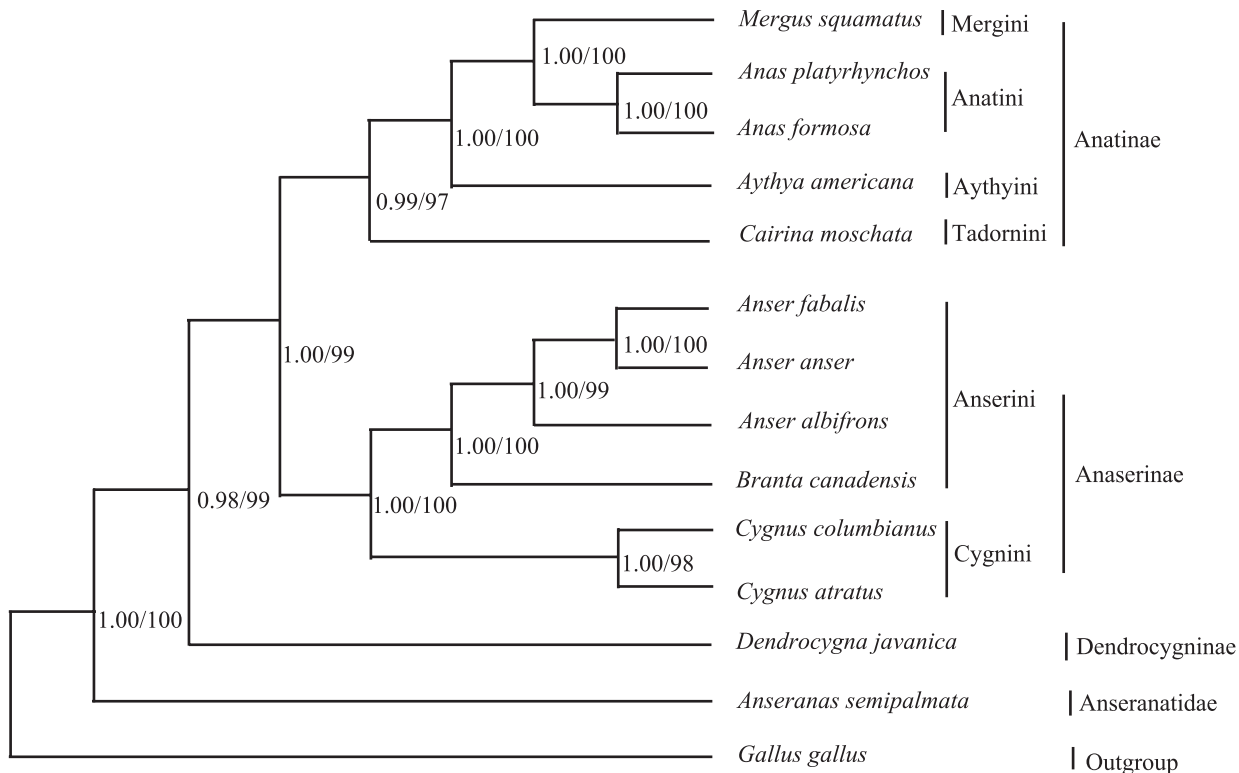 Mergus squamatus
Mergini
1.00/100
Anas platyrhynchos
Anatini
1.00/100
Anas formosa
1.00/100
Anatinae
Aythya americana
Aythyini
0.99/97
Cairina moschata
Tadornini
Anser fabalis
1.00/100
1.00/99
Anser anser
1.00/99
Anserini
Anser albifrons
1.00/100
Anaserinae
Branta canadensis
0.98/99
1.00/100
Cygnus columbianus
Cygnini
1.00/98
Cygnus atratus
1.00/100
Dendrocygna javanica
Dendrocygninae
Anseranas semipalmata
Anseranatidae
Gallus gallus
Outgroup